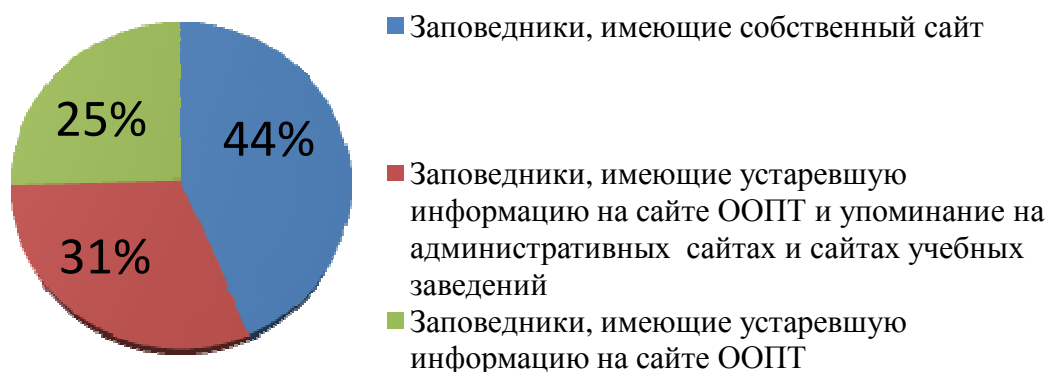 25%
44%
31%
Заповедники, имеющие собственный сайт
Заповедники, имеющие устаревшую
информацию на сайте ООПТ и упоминание на
административных сайтах и сайтах учебных
заведений
Заповедники, имеющие устаревшую
информацию на сайте ООПТ